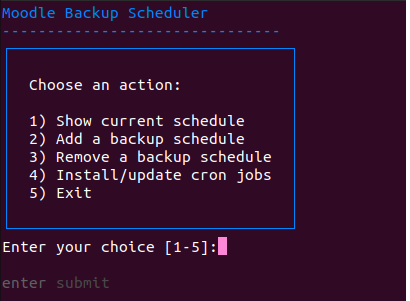 Moodle Backup Scheduler
-------------------------------
Choose an action:
1) Show current schedule
2) Add a backup schedule
3) Remove a backup schedule
4) Install/update cron jobs
5) Exit
Enter your choice [1-5]:
enter submit